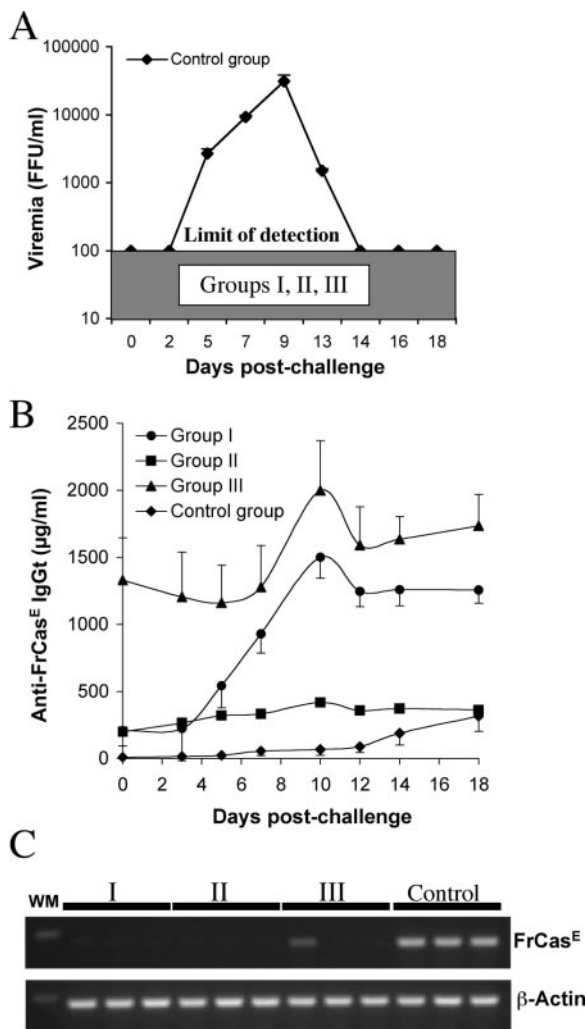 A
100000
10000
1000
100
10
Viremia (FFU/ml)
Control group
Limit of detection
Groups I, II, III
0 2 5 7 9 13 14 16 18
Days post-challenge
B
2500
2000
1500
1000
500
0
Anti-FrCasᴱ IgGt (µg/ml)
Group I
Group II
Group III
Control group
0 2 4 6 8 10 12 14 16 18
Days post-challenge
C
WM I II III Control
FrCasᴱ
β-Actin